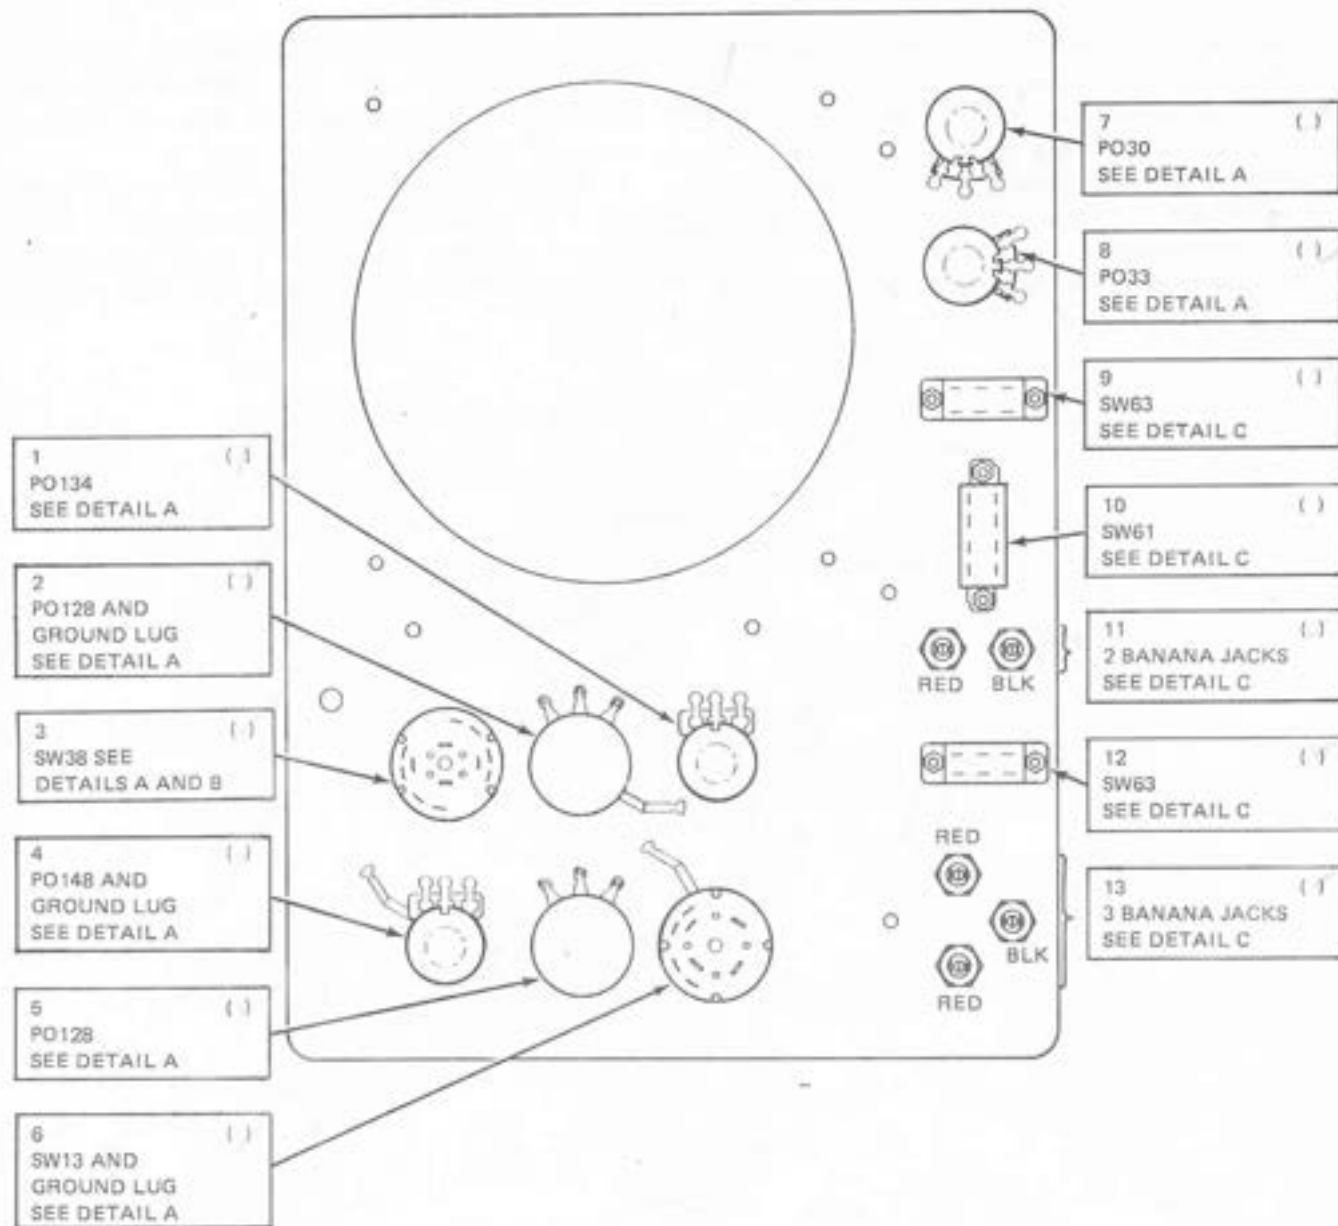 1 ( )
PO134
SEE DETAIL A
2 ( )
PO128 AND
GROUND LUG
SEE DETAIL A
3 ( )
SW38 SEE
DETAILS A AND B
4 ( )
PO148 AND
GROUND LUG
SEE DETAIL A
5 ( )
PO128
SEE DETAIL A
6 ( )
SW13 AND
GROUND LUG
SEE DETAIL A
7 ( )
PO30
SEE DETAIL A
8 ( )
PO33
SEE DETAIL A
9 ( )
SW63
SEE DETAIL C
10 ( )
SW61
SEE DETAIL C
11 ( )
2 BANANA JACKS
SEE DETAIL C
RED BLK
12 ( )
SW63
SEE DETAIL C
13 ( )
3 BANANA JACKS
SEE DETAIL C
RED
BLK
RED